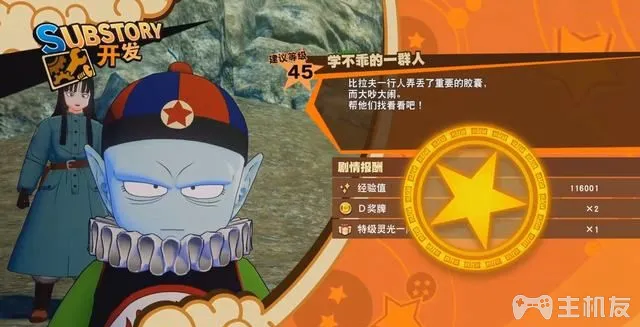 SUBSTORY
开发
建议等级
45
学不乖的一群人
比拉夫一行人弄丢了重要的胶囊，
而大吵大闹。
帮他们找看看吧！
剧情报酬
经验值 116001
D奖牌 ×2
特级灵光一 ×1
主机友